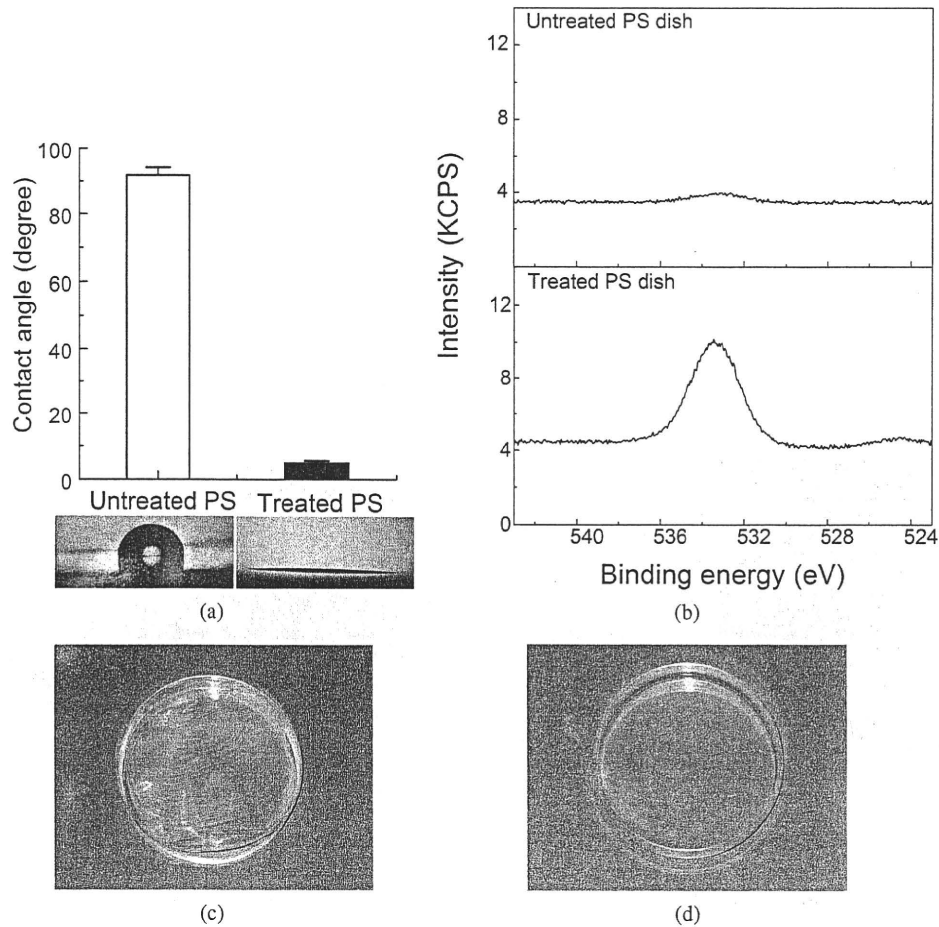 100
80
60
40
20
0
Contact angle (degree)
Untreated PS
Treated PS
(a)
Untreated PS dish
12
8
4
Treated PS dish
12
8
4
0
Intensity (KCPS)
540
536
532
528
524
Binding energy (eV)
(b)
(c)
(d)